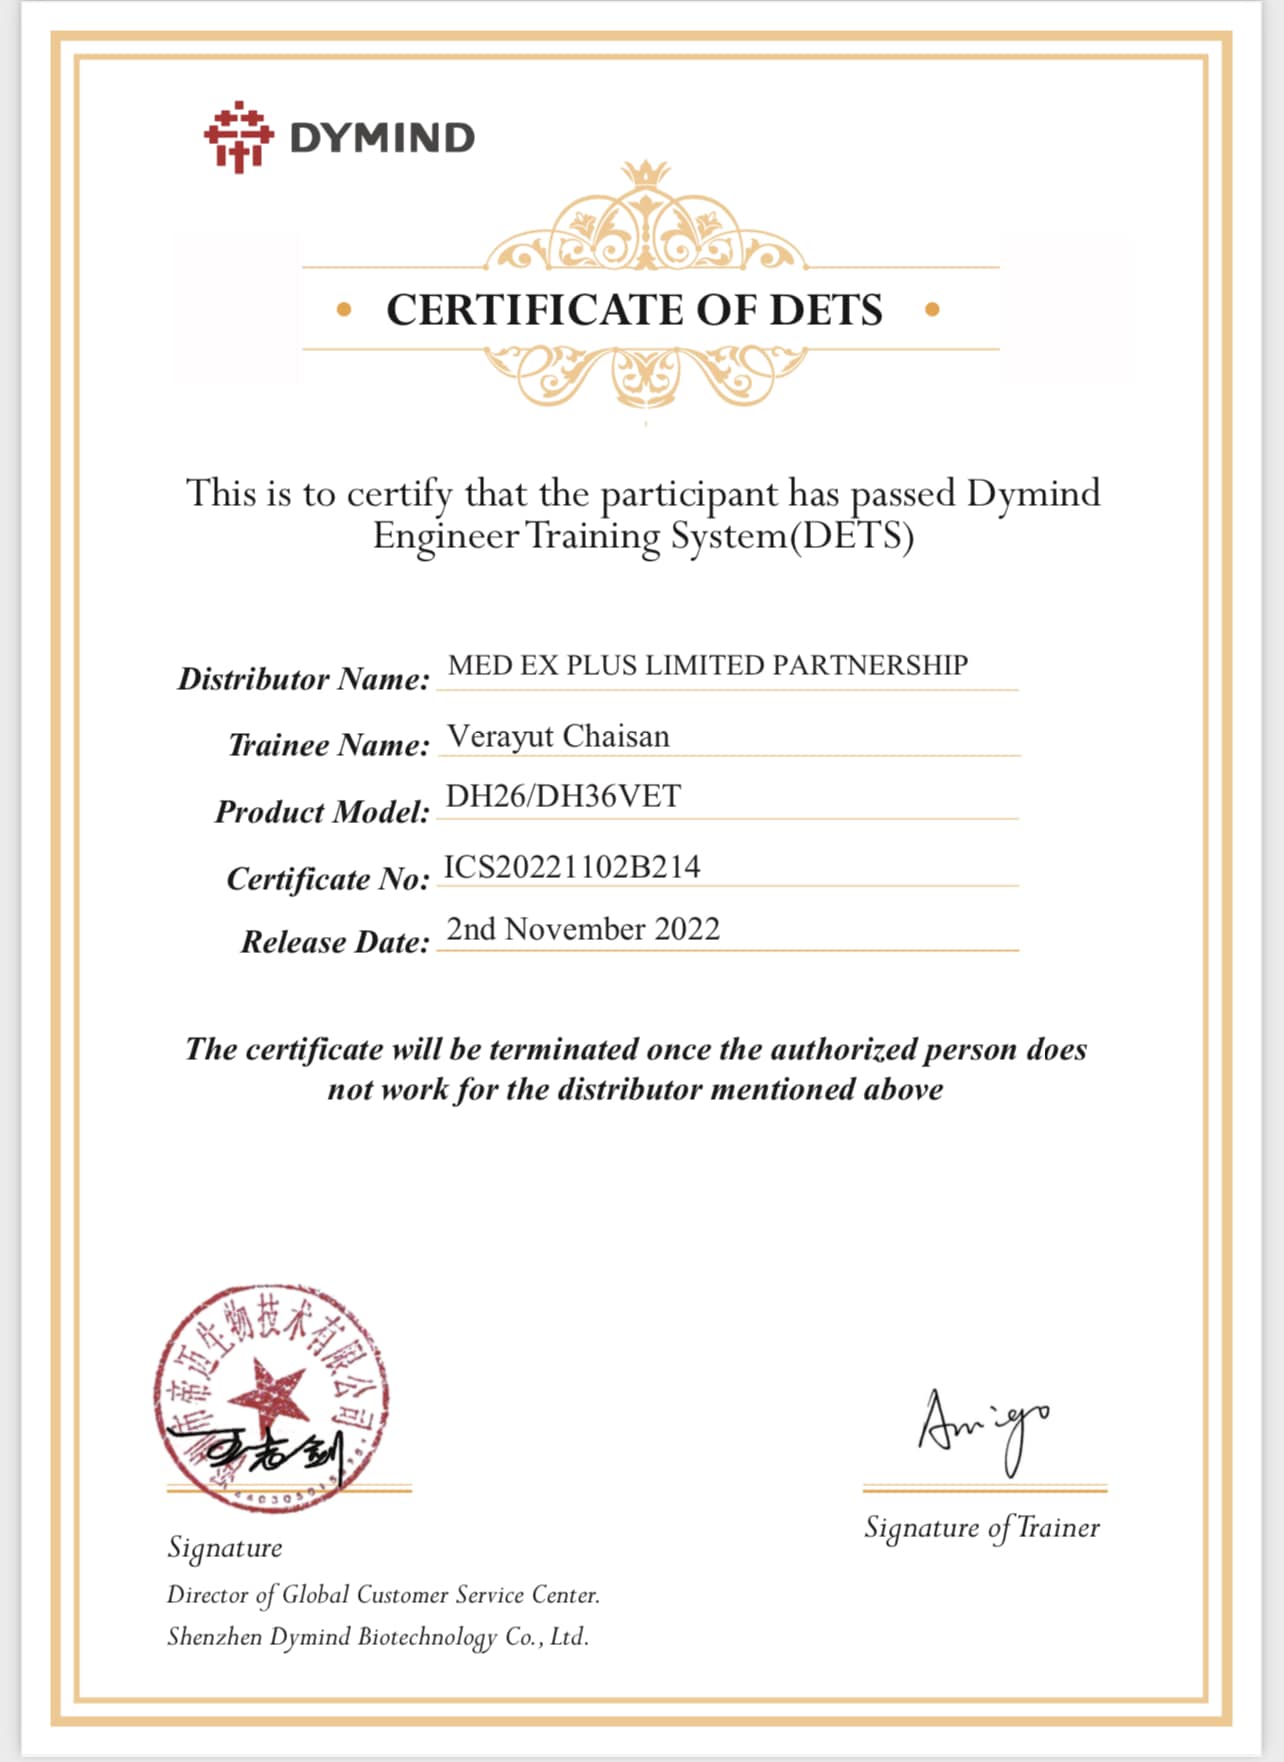 DYMIND
CERTIFICATE OF DETS
This is to certify that the participant has passed Dymind
Engineer Training System(DETS)
Distributor Name: MED EX PLUS LIMITED PARTNERSHIP
Trainee Name: Verayut Chaisan
Product Model: DH26/DH36VET
Certificate No: ICS20221102B214
Release Date: 2nd November 2022
The certificate will be terminated once the authorized person does
not work for the distributor mentioned above
深圳市帝迈生物技术有限公司
Amigo
Signature
Signature of Trainer
Director of Global Customer Service Center.
Shenzhen Dymind Biotechnology Co., Ltd.